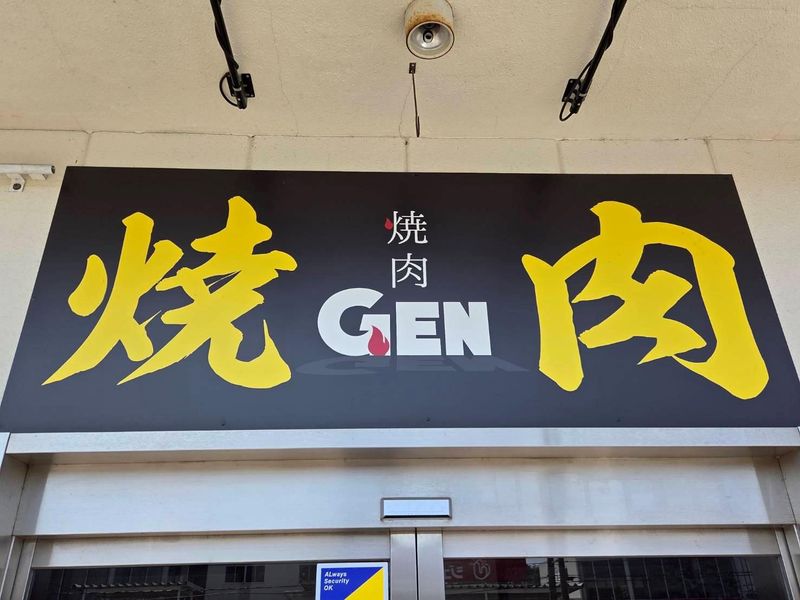 焼肉
焼肉
GEN
ALways
Security
OK